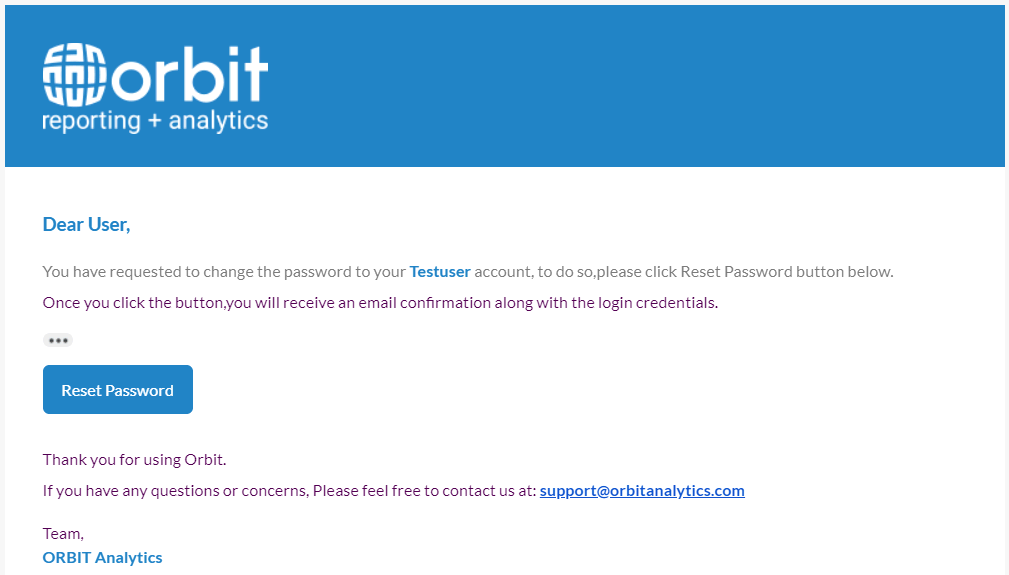 orbit
reporting + analytics
Dear User,
You have requested to change the password to your Testuser account, to do so,please click Reset Password button below.
Once you click the button,you will receive an email confirmation along with the login credentials.
•••
Reset Password
Thank you for using Orbit.
If you have any questions or concerns, Please feel free to contact us at: support@orbitanalytics.com
Team,
ORBIT Analytics